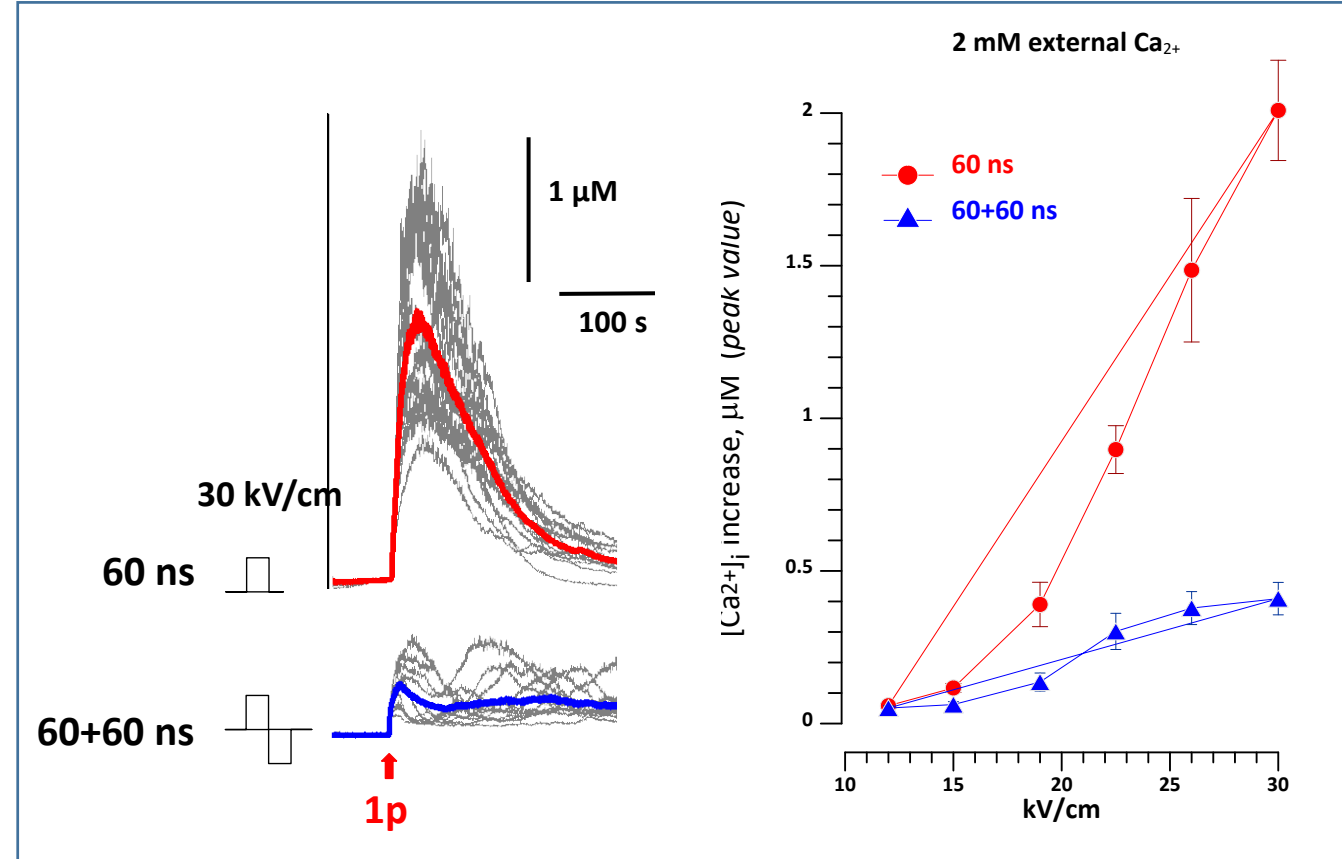 2 mM external Ca2+
1 µM
100 s
30 kV/cm
60 ns
60+60 ns
1p
60 ns
60+60 ns
[Ca2+]i increase, µM (peak value)
2
1.5
1
0.5
0
10 15 20 25 30
kV/cm